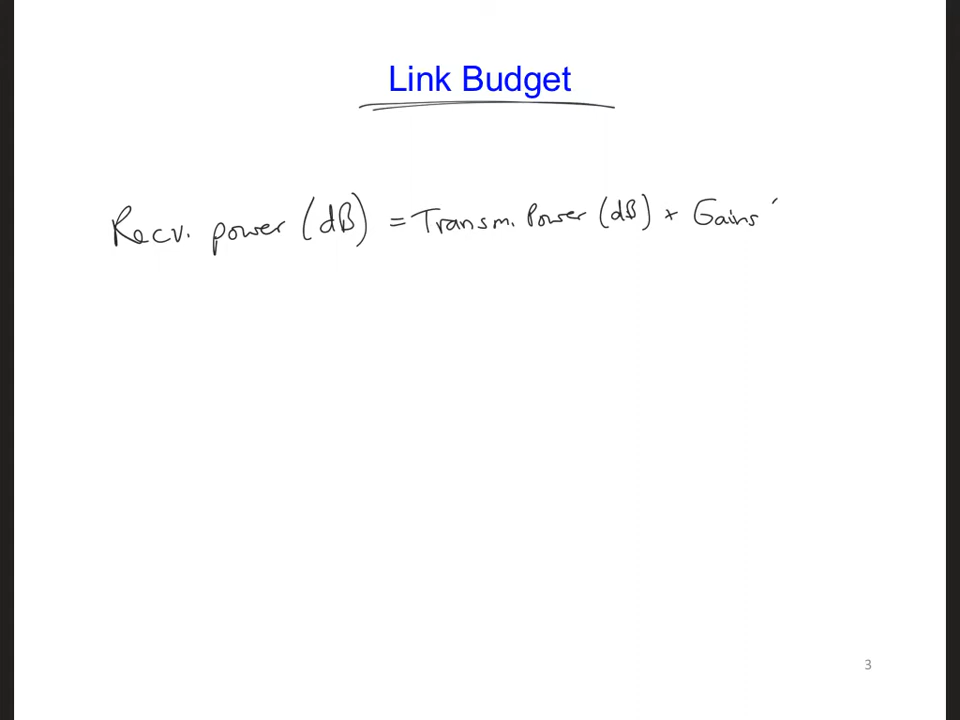 Link Budget
Recv. power (dB) = Transm. Power (dB) + Gains
3